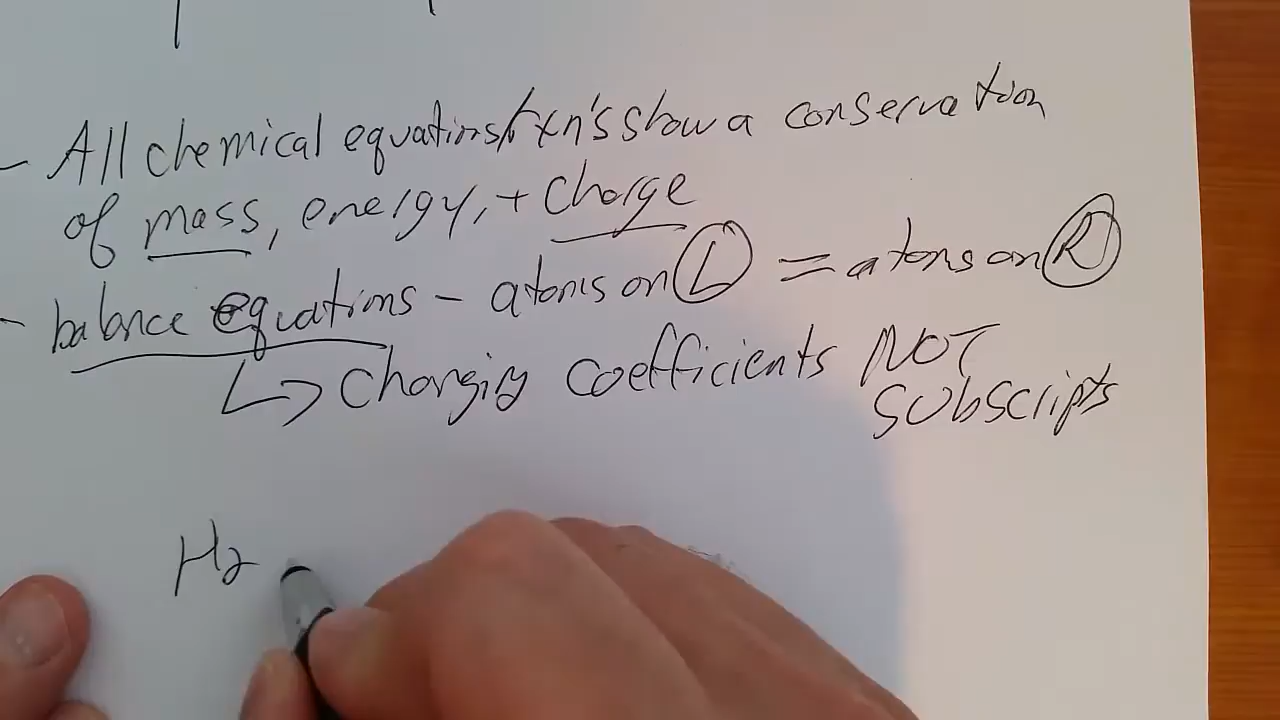 - All chemical equations/rxn's show a conservation
of mass, energy, + charge
- balance equations - atoms on L = atoms on R
↳ Changing coefficients NOT
SUBSCRIPTS
H2